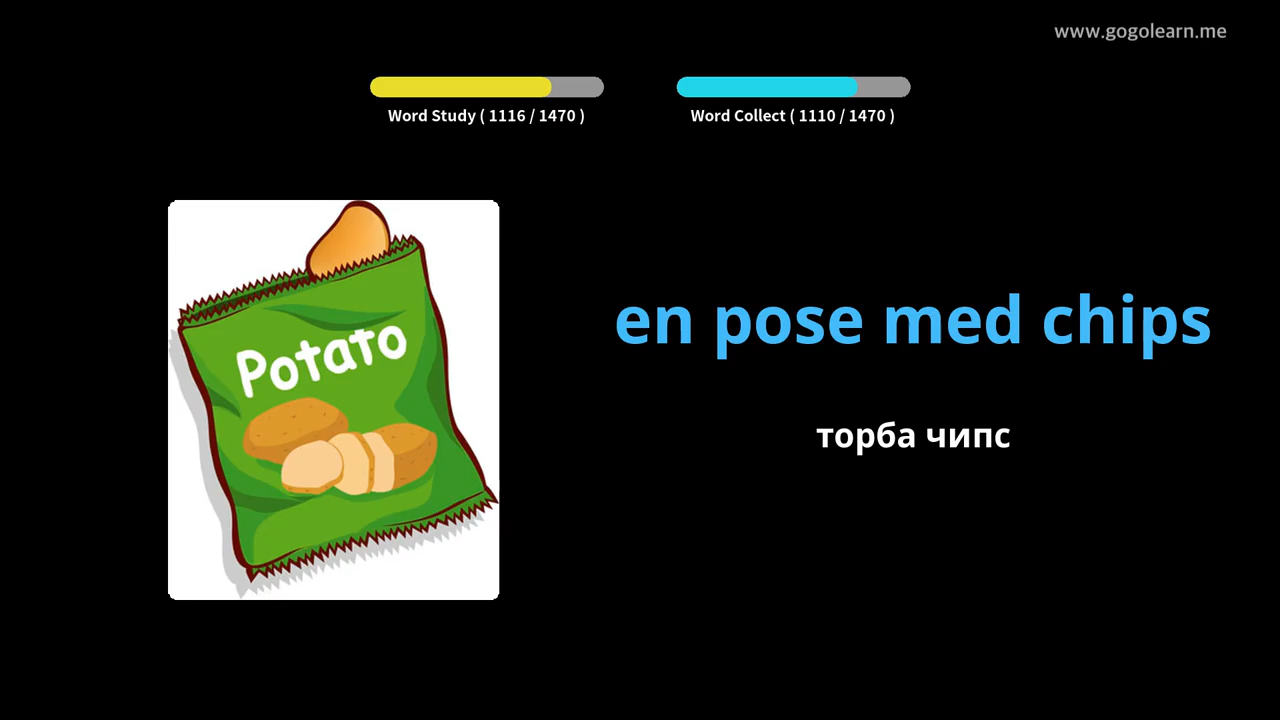 www.gogolearn.me
Word Study ( 1116 / 1470 )
Word Collect ( 1110 / 1470 )
Potato
en pose med chips
торба чипс